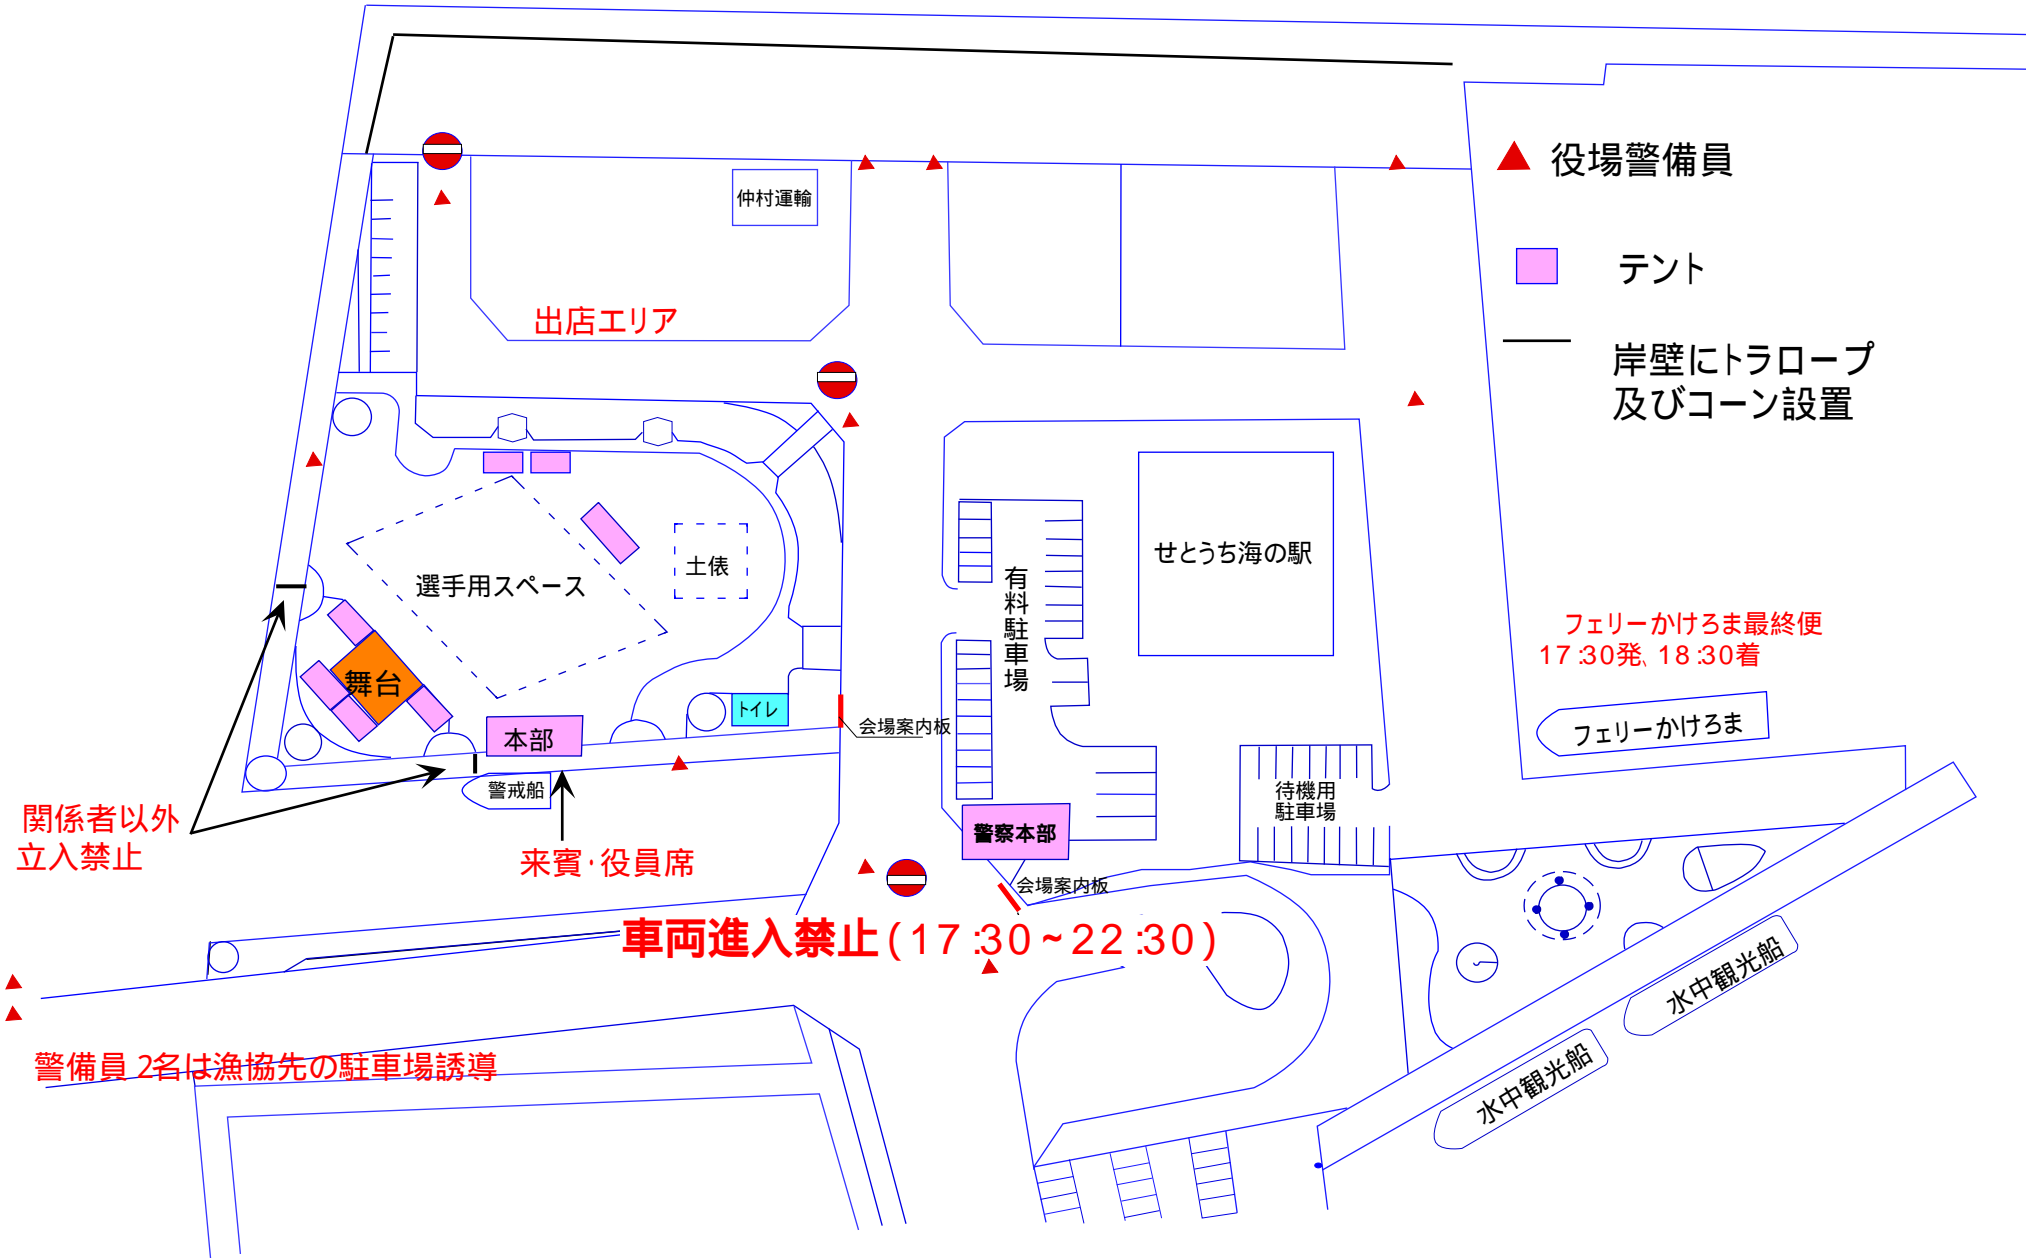 役場警備員
仲村運輸
テント
出店エリア
岸壁にトラロープ
及びコーン設置
せとうち海の駅
土俵
選手用スペース
有料駐車場
フェリーかけろま最終便
17:30発、18:30着
舞台
トイレ
会場案内板
フェリーかけろま
本部
警戒船
待機用
駐車場
関係者以外
立入禁止
警察本部
来賓・役員席
会場案内板
車両進入禁止(17:30~22:30)
水中観光船
水中観光船
警備員2名は漁協先の駐車場誘導